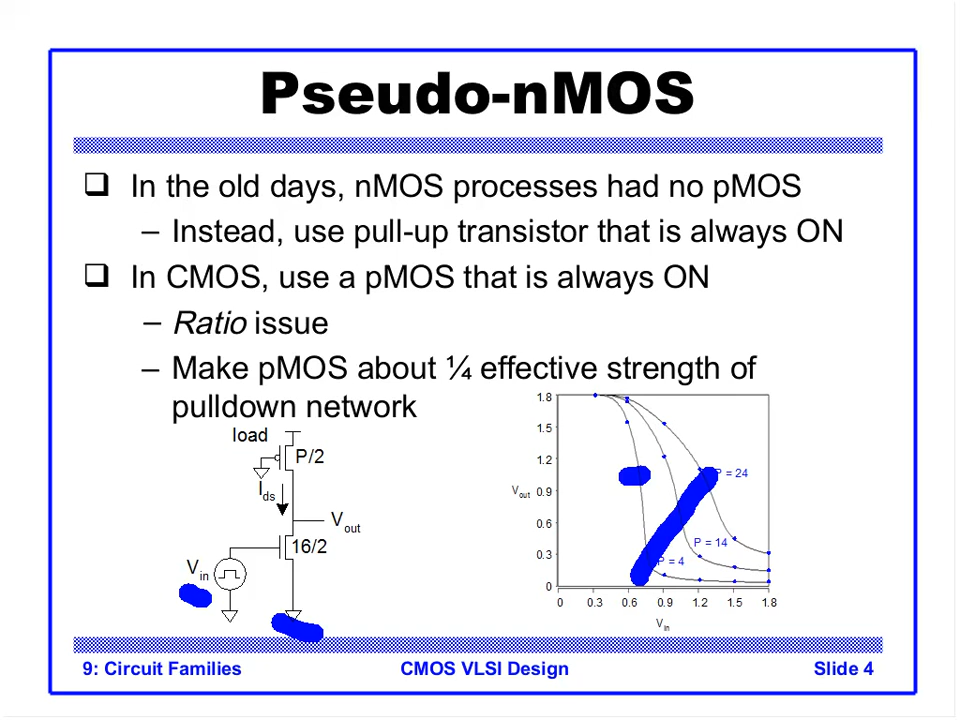 Pseudo-nMOS
❑ In the old days, nMOS processes had no pMOS
– Instead, use pull-up transistor that is always ON
❑ In CMOS, use a pMOS that is always ON
– Ratio issue
– Make pMOS about ¼ effective strength of
pulldown network
load
P/2
Ids
Vout
16/2
Vin
1.8
1.5
1.2
0.9
0.6
0.3
0
Vout
P = 24
P = 14
P = 4
0 0.3 0.6 0.9 1.2 1.5 1.8
Vin
9: Circuit Families CMOS VLSI Design Slide 4